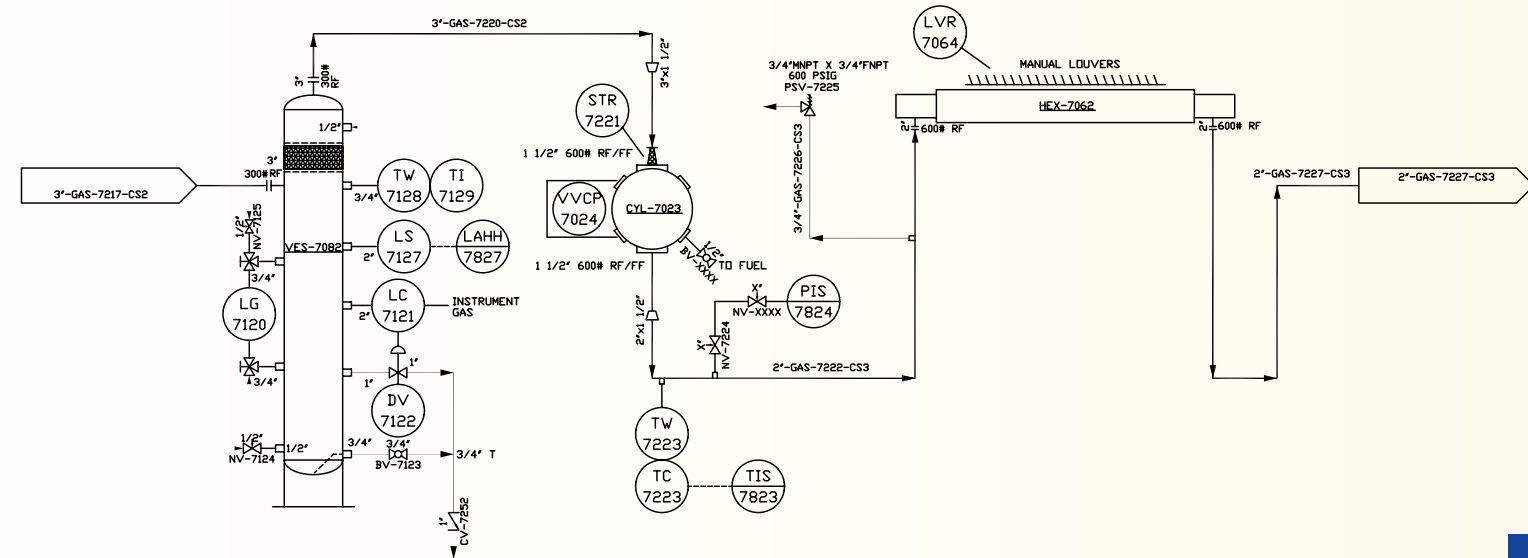 3"-GAS-7220-CS2
LVR
7064
MANUAL LOUVERS
HEX-7062
2"
600# RF
2"
600# RF
3/4"MNPT X 3/4"FNPT
600 PSIG
PSV-7225
3/4"-GAS-7226-CS3
3"
300#
RF
3"x1 1/2"
STR
7221
1 1/2" 600# RF/FF
VVCP
7024
CYL-7023
1/2"
BV-XXXX
TO FUEL
1 1/2" 600# RF/FF
2"x1 1/2"
1/2"
3"
300#RF
3"-GAS-7217-CS2
TW
7128
TI
7129
3/4"
1/2"
NV-7125
VES-7082
LS
7127
LAHH
7827
2"
3/4"
LG
7120
LC
7121
INSTRUMENT
GAS
2"
3/4"
1"
1"
DV
7122
1/2"
NV-7124
1/2"
3/4"
3/4"
BV-7123
3/4" T
1"
CV-7252
X"
NV-XXXX
PIS
7824
X"
NV-7224
2"-GAS-7222-CS3
TW
7223
TC
7223
TIS
7823
2"-GAS-7227-CS3
2"-GAS-7227-CS3